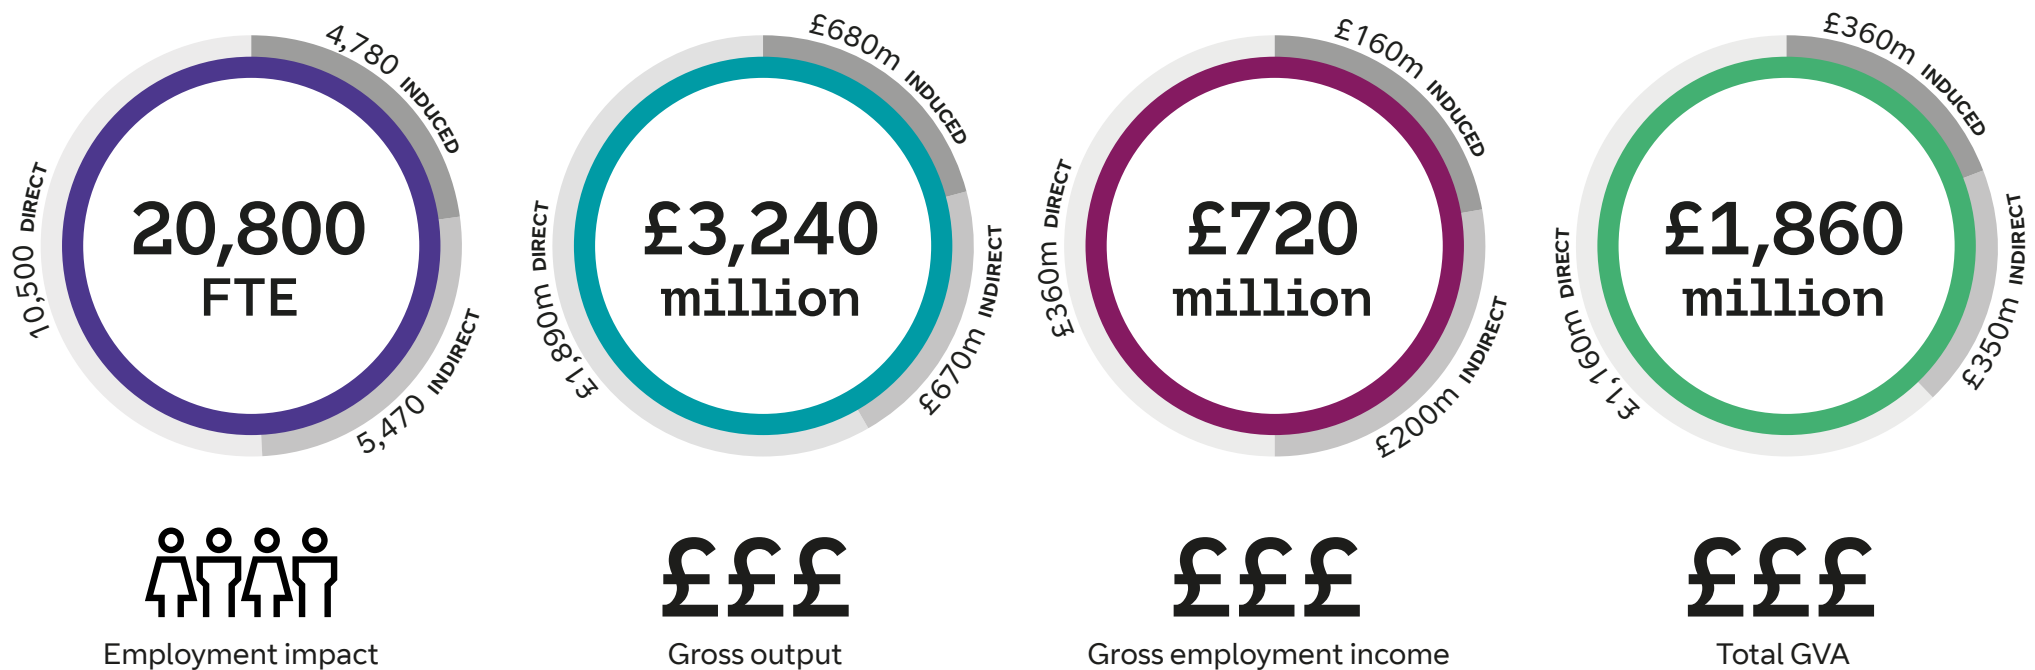 4,780 INDUCED
10,500 DIRECT
5,470 INDIRECT
20,800
FTE
Employment impact
£680m INDUCED
£1,890m DIRECT
£670m INDIRECT
£3,240
million
£££
Gross output
£160m INDUCED
£360m DIRECT
£200m INDIRECT
£720
million
£££
Gross employment income
£360m INDUCED
£1,160m DIRECT
£350m INDIRECT
£1,860
million
£££
Total GVA